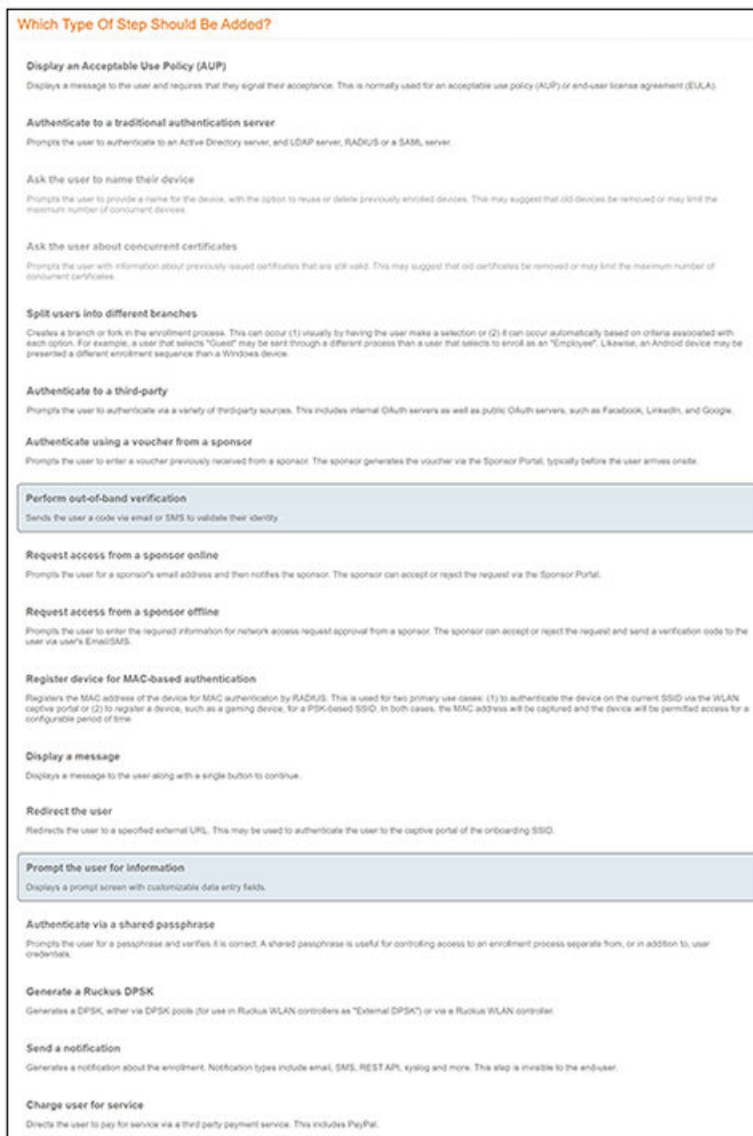 Which Type Of Step Should Be Added?
Display an Acceptable Use Policy (AUP)
Displays a message to the user and requires that they signal their acceptance. This is normally used for an acceptable use policy (AUP) or end-user license agreement (EULA).
Authenticate to a traditional authentication server
Prompts the user to authenticate to an Active Directory server, and LDAP server, RADIUS or a SAML server.
Ask the user to name their device
Prompts the user to provide a name for the device, with the option to reuse or delete previously enrolled devices. This may suggest that old devices be removed or may limit the
maximum number of concurrent devices.
Ask the user about concurrent certificates
Prompts the user with information about previously issued certificates that are still valid. This may suggest that old certificates be removed or may limit the maximum number of
concurrent certificates.
Split users into different branches
Creates a branch or fork in the enrollment process. This can occur (1) visually by having the user make a selection or (2) it can occur automatically based on criteria associated with
each option. For example, a user that selects "Guest" may be sent through a different process than a user that selects to enroll as an "Employee". Likewise, an Android device may be
presented a different enrollment sequence than a Windows device.
Authenticate to a third-party
Prompts the user to authenticate via a variety of third-party sources. This includes internal OAuth servers as well as public OAuth servers, such as Facebook, LinkedIn, and Google.
Authenticate using a voucher from a sponsor
Prompts the user to enter a voucher previously received from a sponsor. The sponsor generates the voucher via the Sponsor Portal, typically before the user arrives onsite.
Perform out-of-band verification
Sends the user a code via email or SMS to validate their identity.
Request access from a sponsor online
Prompts the user for a sponsor's email address and then notifies the sponsor. The sponsor can accept or reject the request via the Sponsor Portal.
Request access from a sponsor offline
Prompts the user to enter the required information for network access request approval from a sponsor. The sponsor can accept or reject the request and send a verification code to the
user via user's Email/SMS.
Register device for MAC-based authentication
Registers the MAC address of the device for MAC authentication by RADIUS. This is used for two primary use cases: (1) to authenticate the device on the current SSID via the WLAN
captive portal or (2) to register a device, such as a gaming device, for a PSK-based SSID. In both cases, the MAC address will be captured and the device will be permitted access for a
configurable period of time.
Display a message
Displays a message to the user along with a single button to continue.
Redirect the user
Redirects the user to a specified external URL. This may be used to authenticate the user to the captive portal of the onboarding SSID.
Prompt the user for information
Displays a prompt screen with customizable data entry fields.
Authenticate via a shared passphrase
Prompts the user for a passphrase and verifies it is correct. A shared passphrase is useful for controlling access to an enrollment process separate from, or in addition to, user
credentials.
Generate a Ruckus DPSK
Generates a DPSK, either via DPSK pools (for use in Ruckus WLAN controllers as "External DPSK") or via a Ruckus WLAN controller.
Send a notification
Generates a notification about the enrollment. Notification types include email, SMS, REST API, syslog and more. This step is invisible to the end-user.
Charge user for service
Directs the user to pay for service via a third party payment service. This includes PayPal.